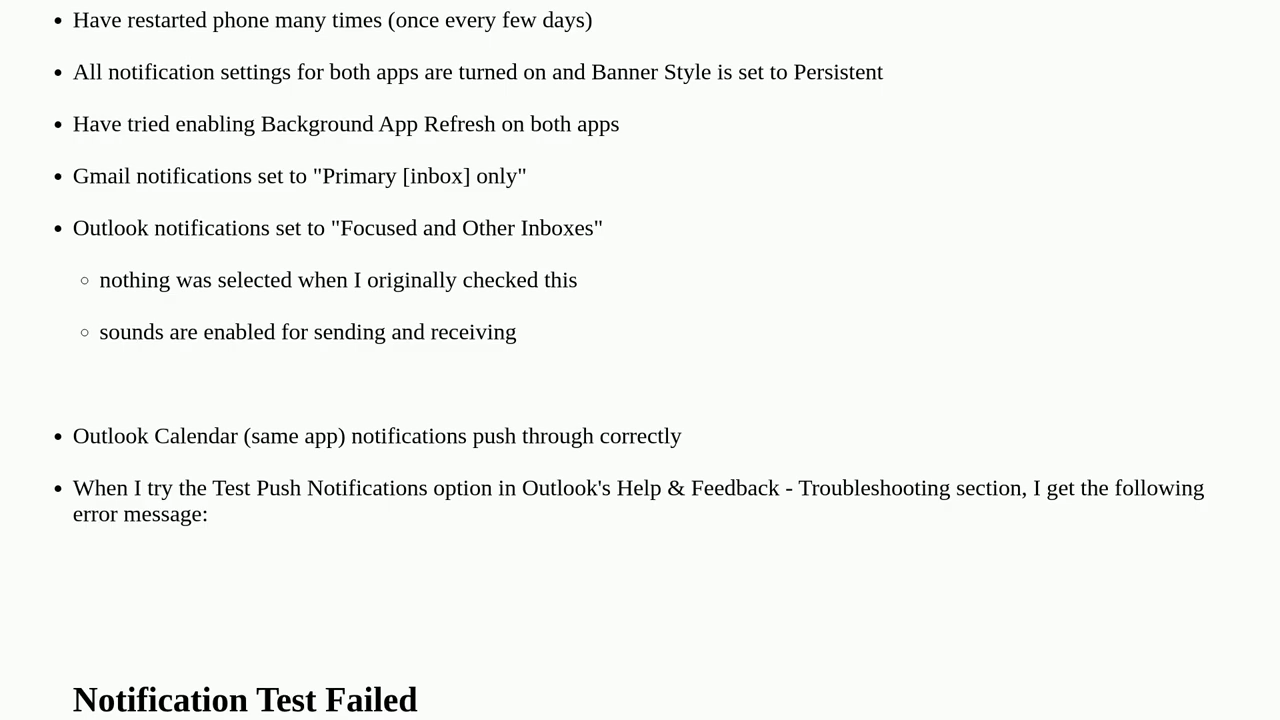 Have restarted phone many times (once every few days)
All notification settings for both apps are turned on and Banner Style is set to Persistent
Have tried enabling Background App Refresh on both apps
Gmail notifications set to "Primary [inbox] only"
Outlook notifications set to "Focused and Other Inboxes"
nothing was selected when I originally checked this
sounds are enabled for sending and receiving
Outlook Calendar (same app) notifications push through correctly
When I try the Test Push Notifications option in Outlook's Help & Feedback - Troubleshooting section, I get the following
error message:
Notification Test Failed